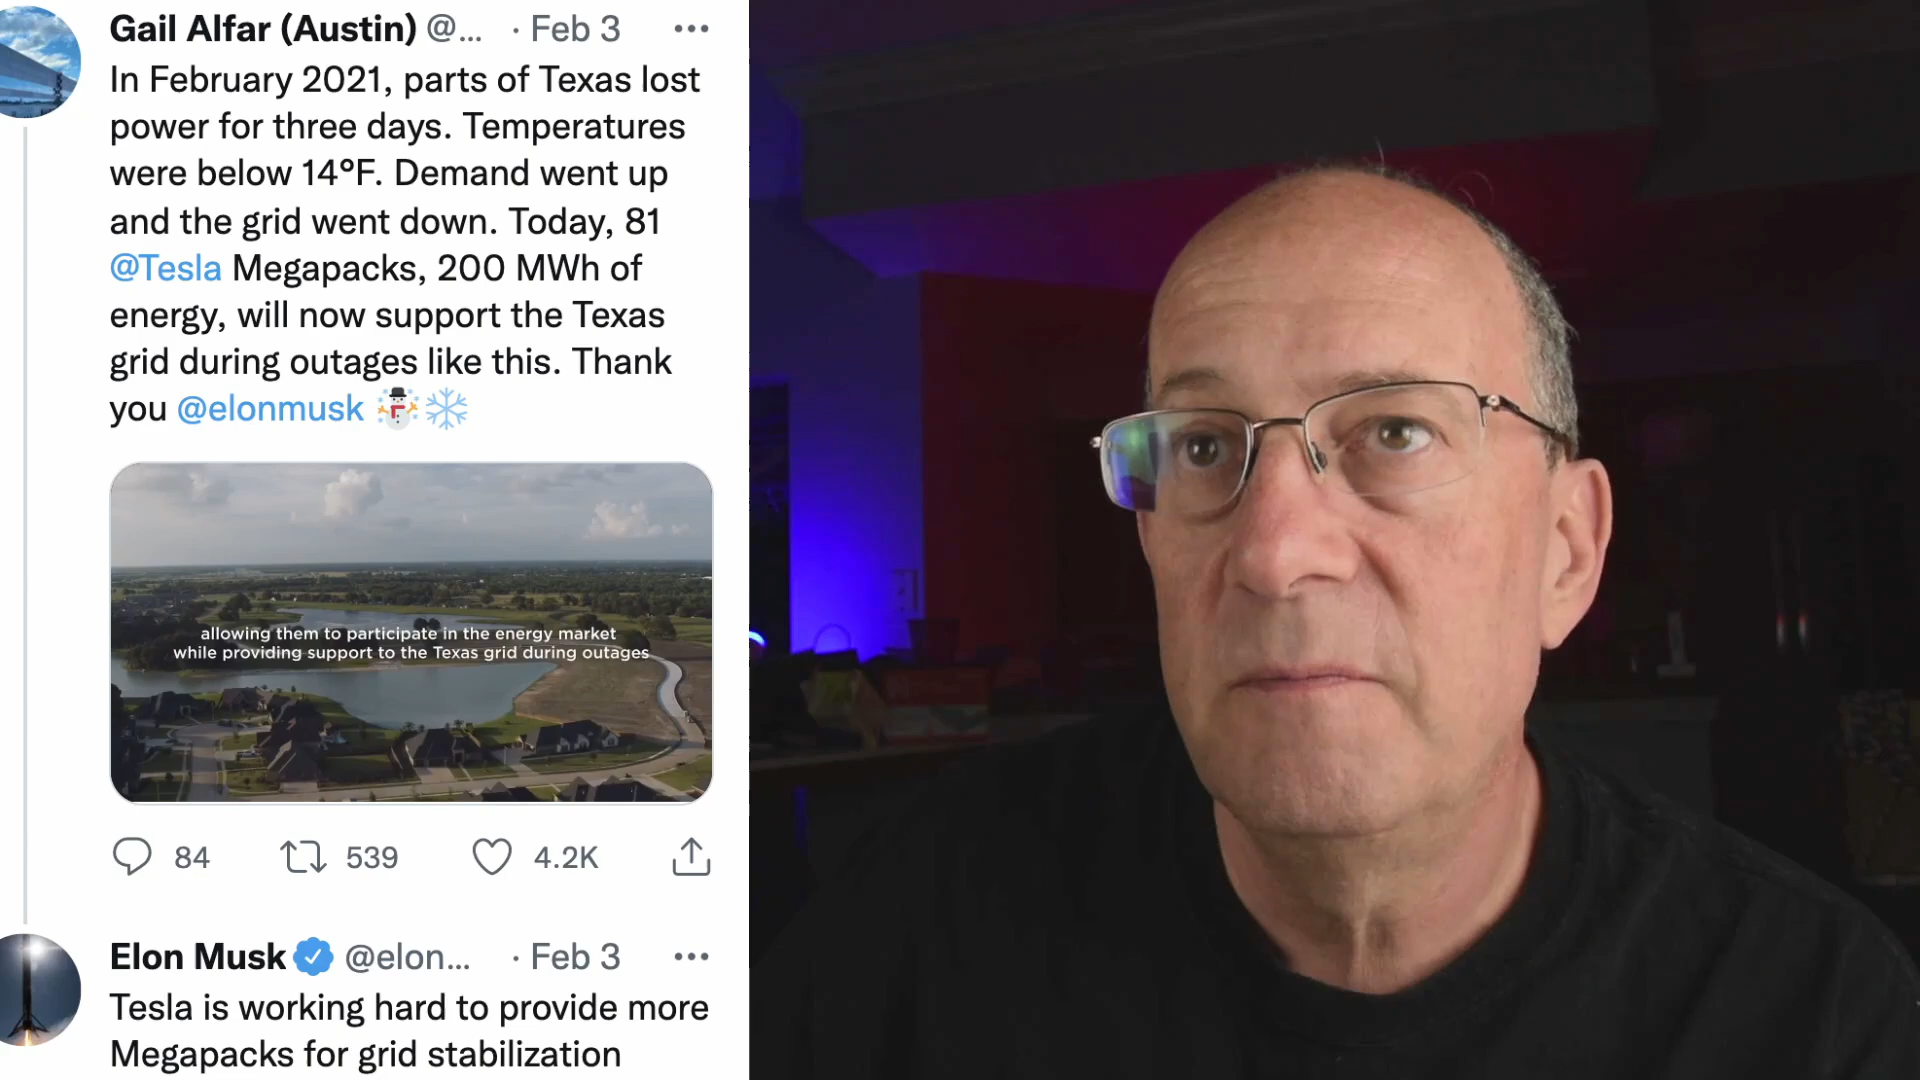 Gail Alfar (Austin) @... · Feb 3
In February 2021, parts of Texas lost
power for three days. Temperatures
were below 14°F. Demand went up
and the grid went down. Today, 81
@Tesla Megapacks, 200 MWh of
energy, will now support the Texas
grid during outages like this. Thank
you @elonmusk ☃️❄️
allowing them to participate in the energy market
while providing support to the Texas grid during outages
84 539 4.2K
Elon Musk @elon... · Feb 3
Tesla is working hard to provide more
Megapacks for grid stabilization